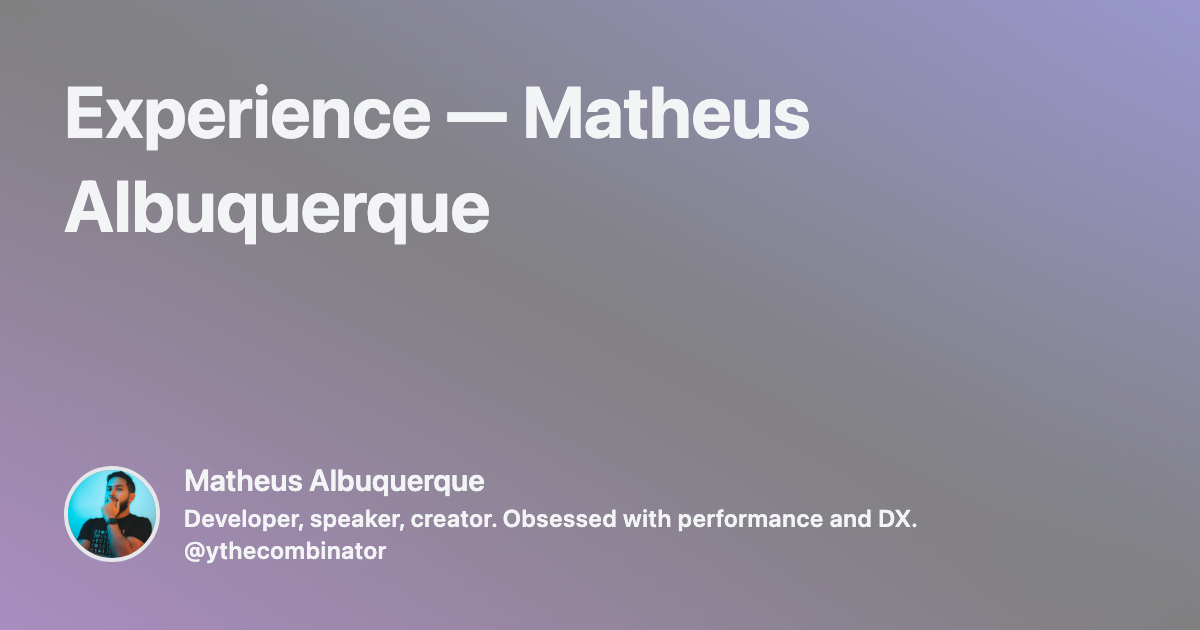 Experience — Matheus
Albuquerque
Matheus Albuquerque
Developer, speaker, creator. Obsessed with performance and DX.
@ythecombinator